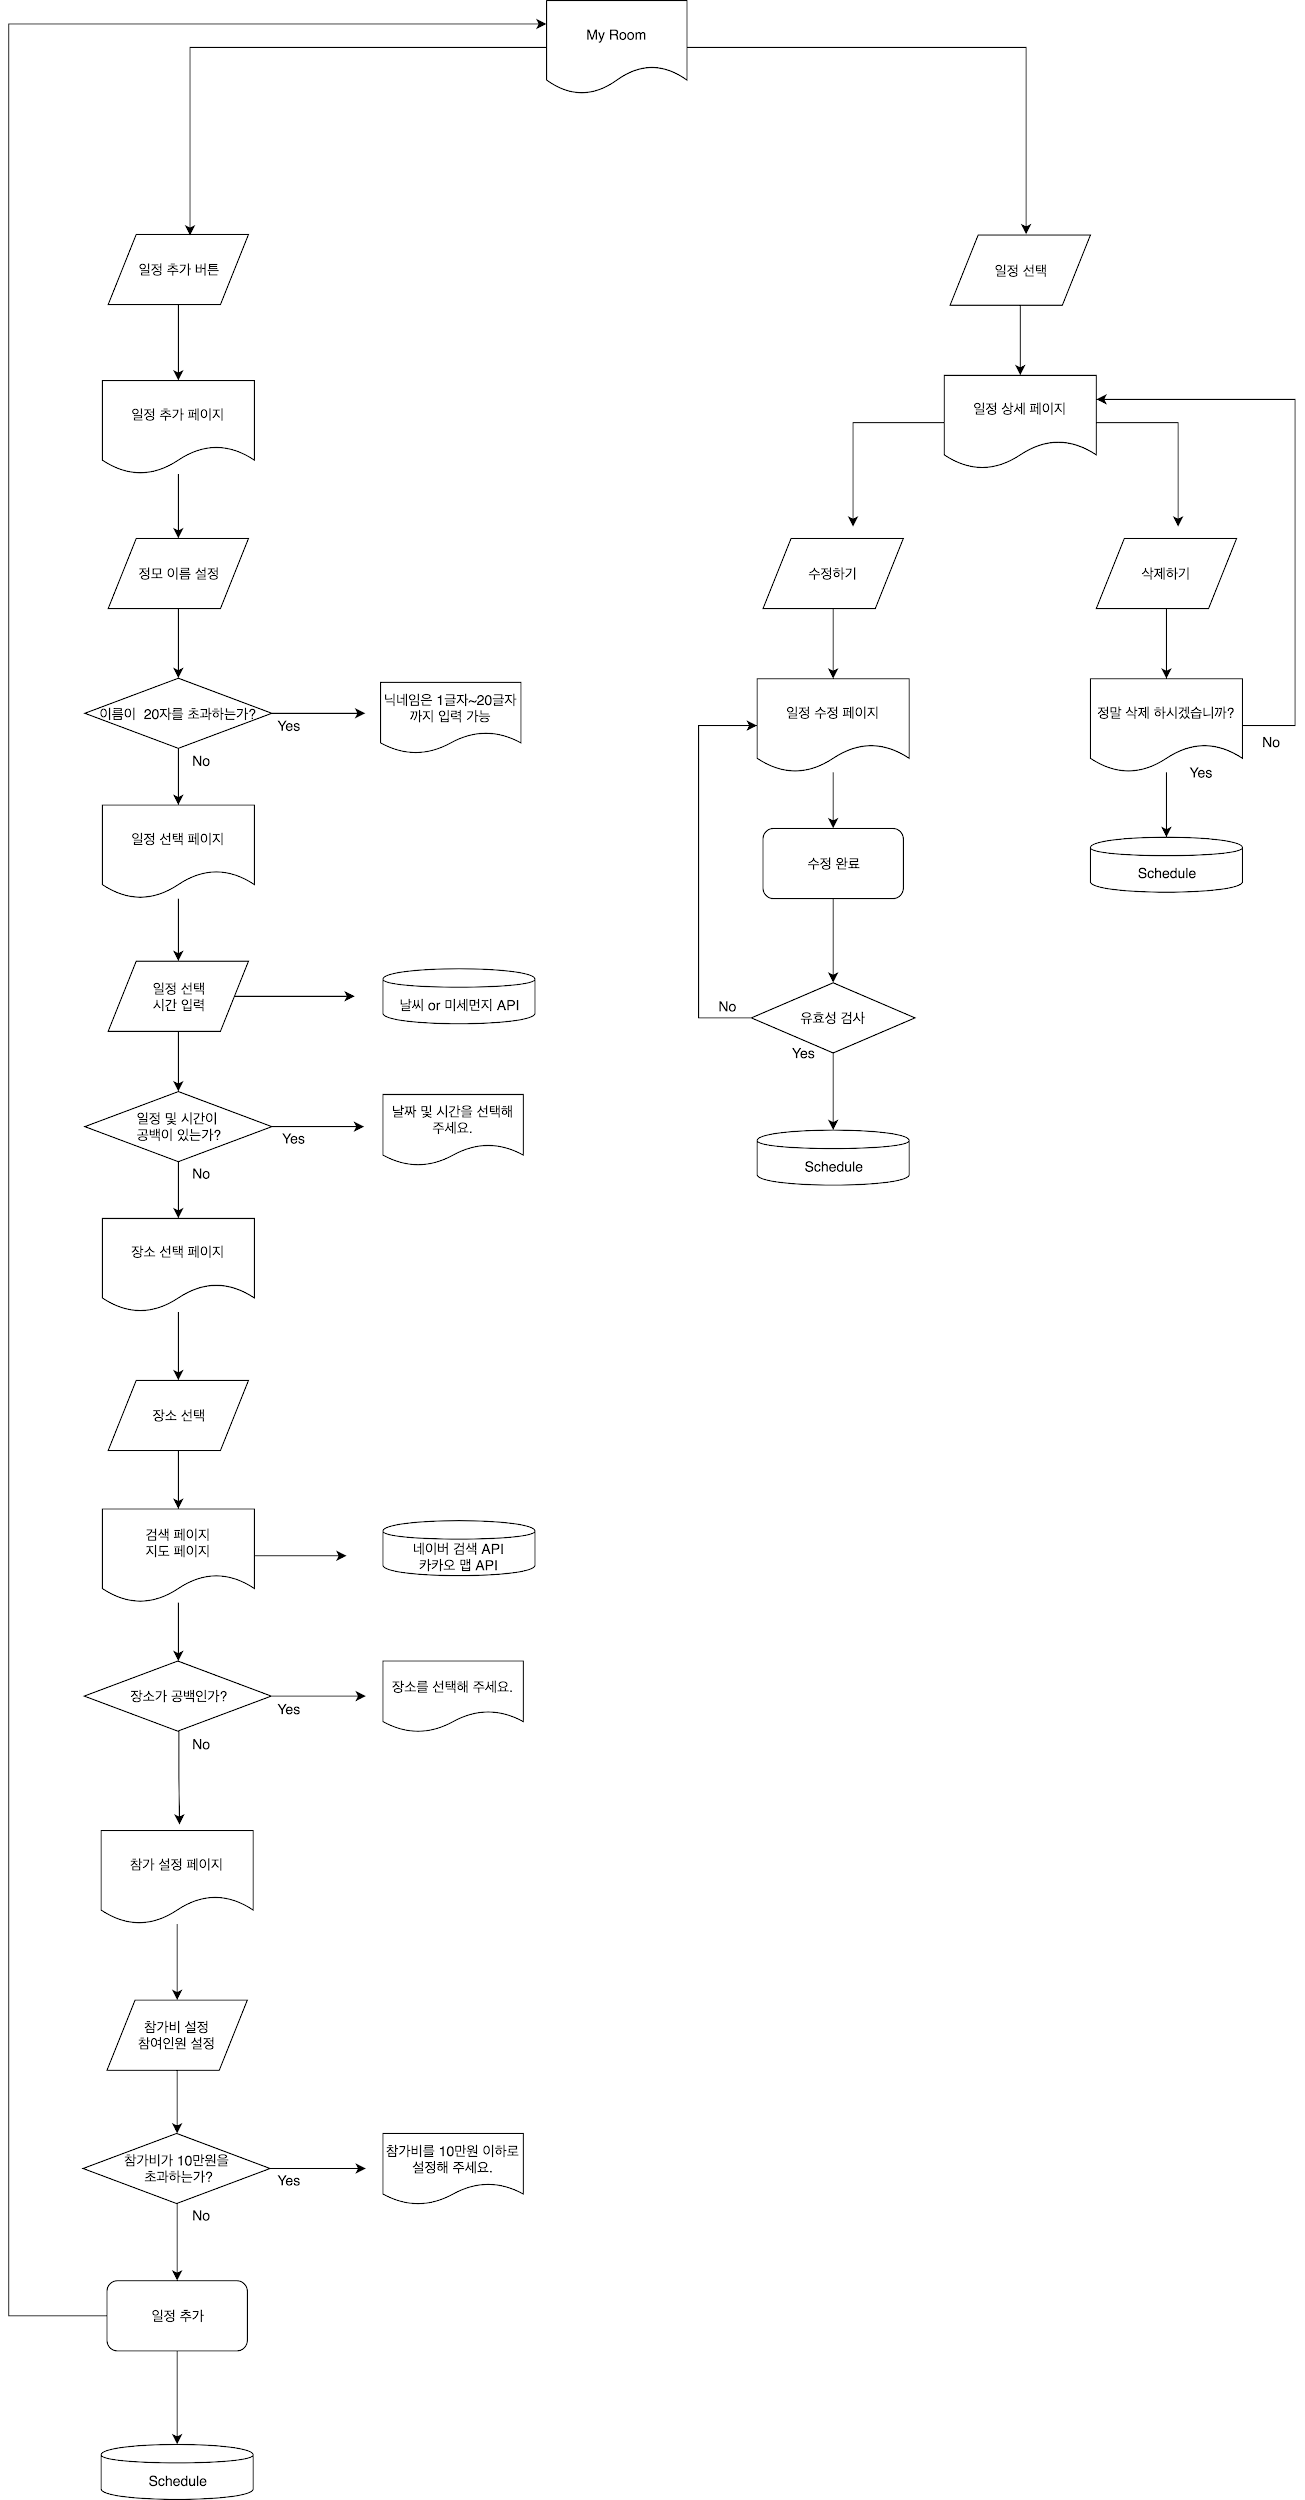 My Room
일정 추가 버튼
일정 추가 페이지
정모 이름 설정
이름이  20자를 초과하는가?
Yes
닉네임은 1글자~20글자
까지 입력 가능
No
일정 선택 페이지
일정 선택
시간 입력
날씨 or 미세먼지 API
일정 및 시간이
공백이 있는가?
Yes
날짜 및 시간을 선택해
주세요.
No
장소 선택 페이지
장소 선택
검색 페이지
지도 페이지
네이버 검색 API
카카오 맵 API
장소가 공백인가?
Yes
장소를 선택해 주세요.
No
참가 설정 페이지
참가비 설정
참여인원 설정
참가비가 10만원을
초과하는가?
Yes
참가비를 10만원 이하로
설정해 주세요.
No
일정 추가
Schedule
일정 선택
일정 상세 페이지
수정하기
일정 수정 페이지
수정 완료
유효성 검사
No
Yes
Schedule
삭제하기
정말 삭제 하시겠습니까?
No
Yes
Schedule